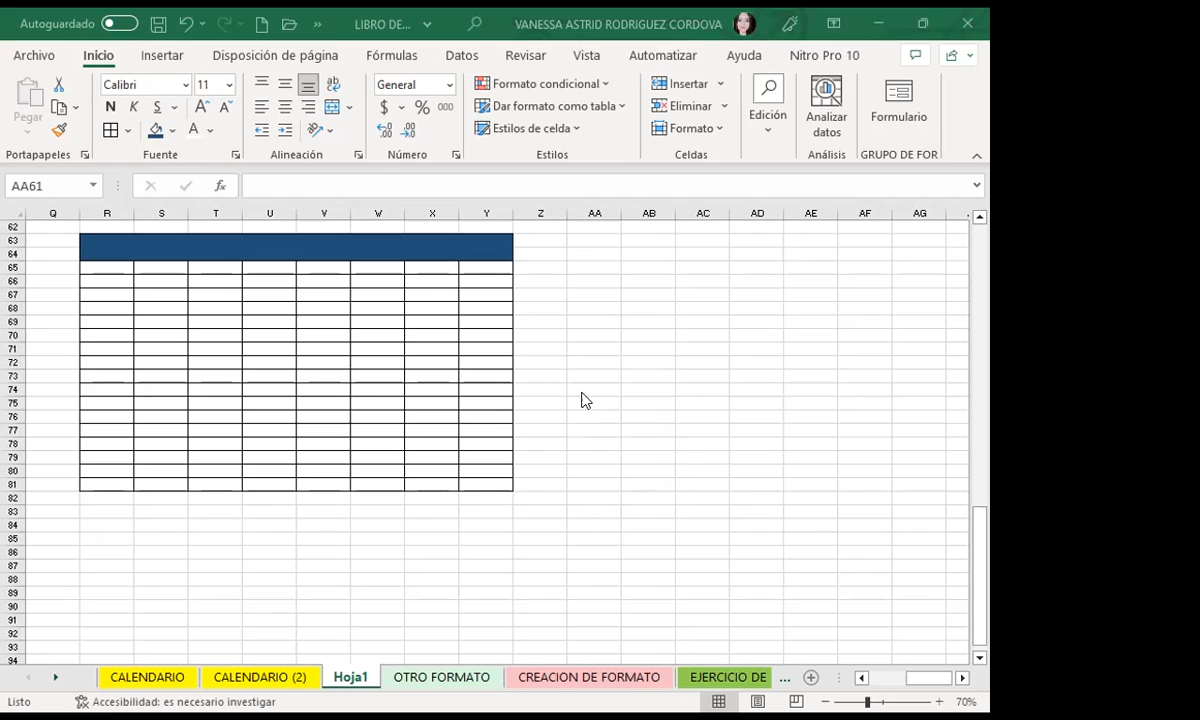 Autoguardado LIBRO DE... VANESSA ASTRID RODRIGUEZ CORDOVA
Archivo Inicio Insertar Disposición de página Fórmulas Datos Revisar Vista Automatizar Ayuda Nitro Pro 10
Pegar
Calibri 11
N K S
A A
A
General
$ % 000
Formato condicional
Dar formato como tabla
Estilos de celda
Insertar
Eliminar
Formato
Edición
Analizar datos
Formulario
Portapapeles Fuente Alineación Número Estilos Celdas Análisis GRUPO DE FOR
AA61 fx
Q R S T U V W X Y Z AA AB AC AD AE AF AG
62
63
64
65
66
67
68
69
70
71
72
73
74
75
76
77
78
79
80
81
82
83
84
85
86
87
88
89
90
91
92
93
94
CALENDARIO CALENDARIO (2) Hoja1 OTRO FORMATO CREACION DE FORMATO EJERCICIO DE ...
Listo Accesibilidad: es necesario investigar 70%